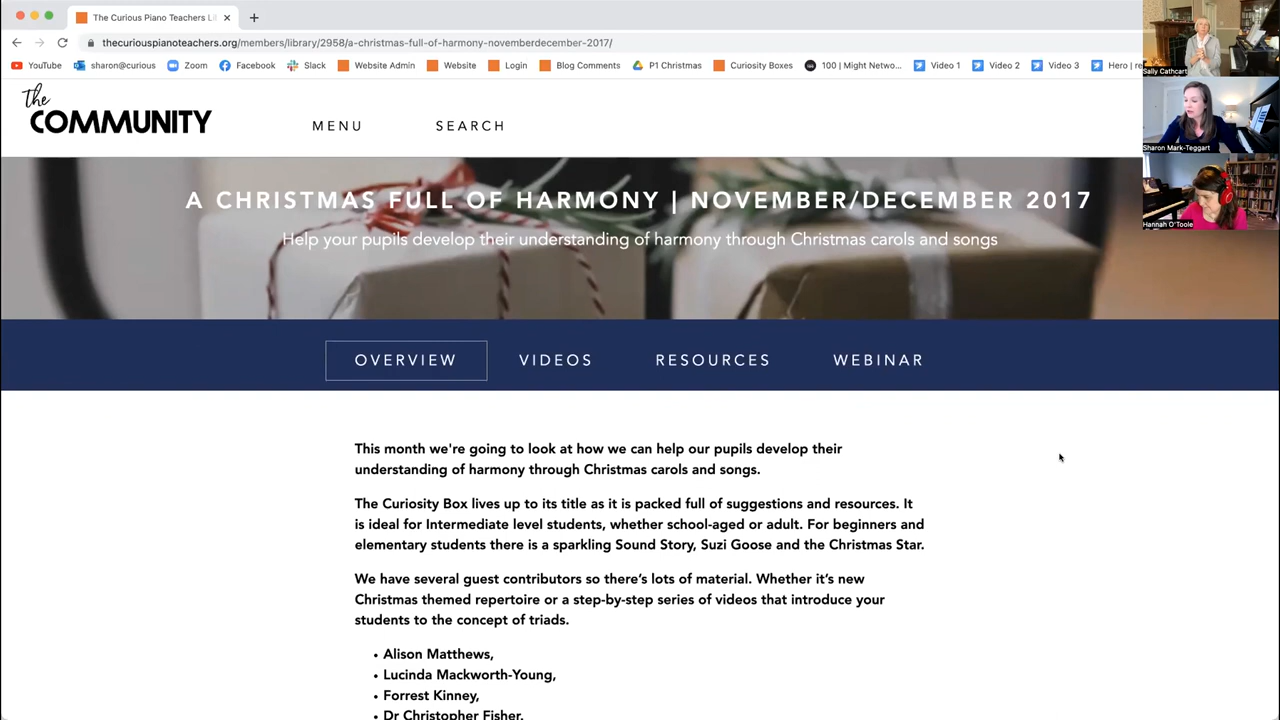 The Curious Piano Teachers Li
thecuriouspianoteachers.org/members/library/2958/a-christmas-full-of-harmony-novemberdecember-2017/
YouTube sharon@curious Zoom Facebook Slack Website Admin Website Login Blog Comments P1 Christmas Curiosity Boxes 100 | Might Netwo... Video 1 Video 2 Video 3 Hero | re
Sally Cathcart
the
COMMUNITY
MENU SEARCH
Sharon Mark-Teggart
A CHRISTMAS FULL OF HARMONY | NOVEMBER/DECEMBER 2017
Hannah O'Toole
Help your pupils develop their understanding of harmony through Christmas carols and songs
OVERVIEW VIDEOS RESOURCES WEBINAR
This month we're going to look at how we can help our pupils develop their
understanding of harmony through Christmas carols and songs.
The Curiosity Box lives up to its title as it is packed full of suggestions and resources. It
is ideal for Intermediate level students, whether school-aged or adult. For beginners and
elementary students there is a sparkling Sound Story, Suzi Goose and the Christmas Star.
We have several guest contributors so there's lots of material. Whether it's new
Christmas themed repertoire or a step-by-step series of videos that introduce your
students to the concept of triads.
• Alison Matthews,
• Lucinda Mackworth-Young,
• Forrest Kinney,
• Dr Christopher Fisher,